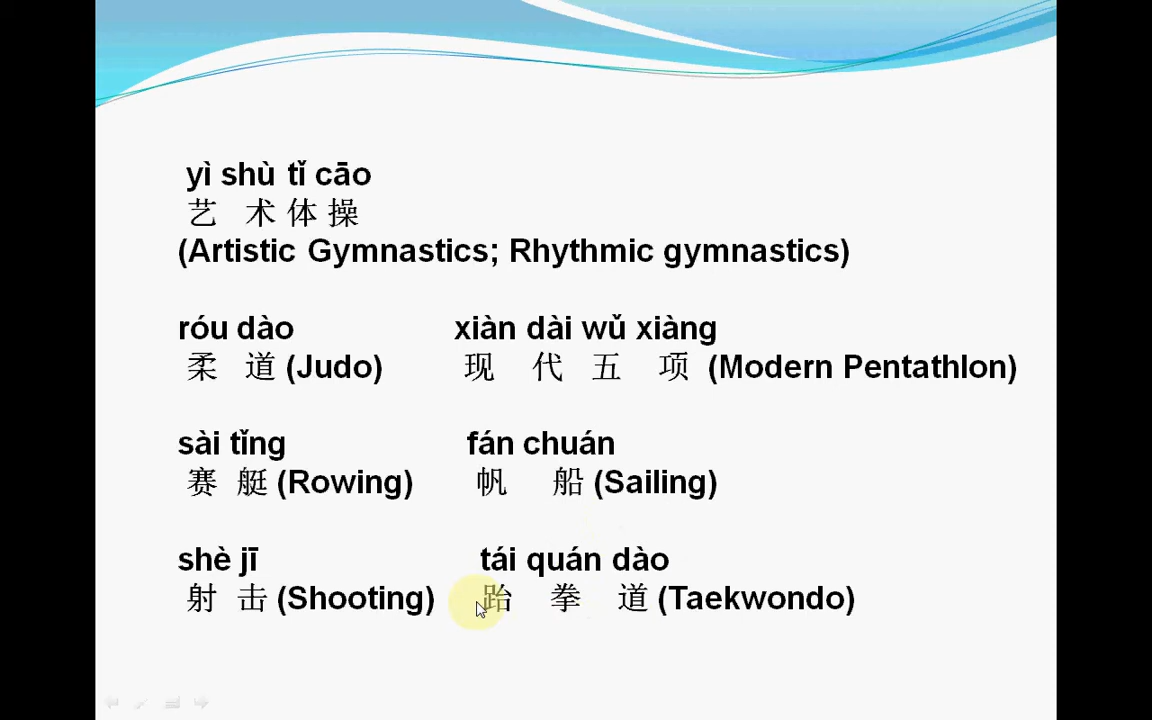 yì shù tǐ cāo
艺 术 体 操
(Artistic Gymnastics; Rhythmic gymnastics)
róu dào xiàn dài wǔ xiàng
柔 道 (Judo) 现 代 五 项 (Modern Pentathlon)
sài tǐng fán chuán
赛 艇 (Rowing) 帆 船 (Sailing)
shè jī tái quán dào
射 击 (Shooting) 跆 拳 道 (Taekwondo)